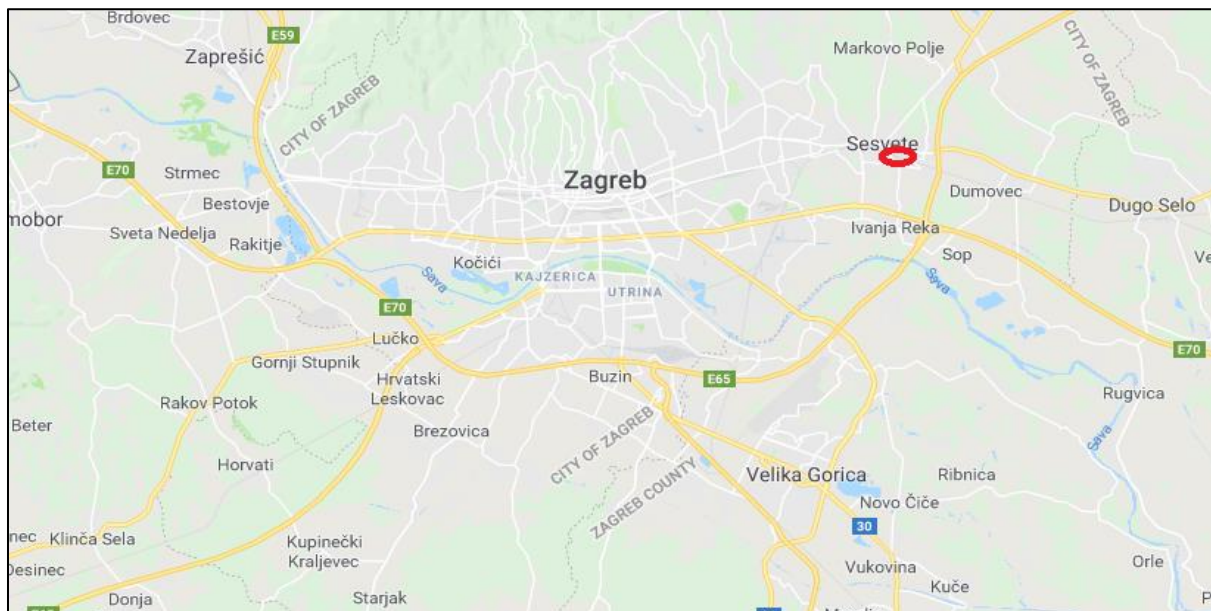 Brdovec
E59
Zaprešić
Markovo Polje
CITY OF ZAGREB
CITY OF ZAGREB
Sesvete
E70
Strmec
Zagreb
Dumovec
Bestovje
Dugo Selo
mobor
Sveta Nedelja
Rakitje
Ivanja Reka
Kočići
Sop
Ve
Sava
KAJZERICA
UTRINA
Sava
E70
Lučko
E70
Gornji Stupnik
Hrvatski
Leskovac
Buzin
E65
Rugvica
Rakov Potok
Beter
Brezovica
CITY OF ZAGREB
ZAGREB COUNTY
Sava
Horvati
Velika Gorica
Ribnica
Novo Čiče
30
nec
Klinča Sela
Kupinečki
Kraljevec
Desinec
Vukovina
Orle
Kuče
Donja
Starjak